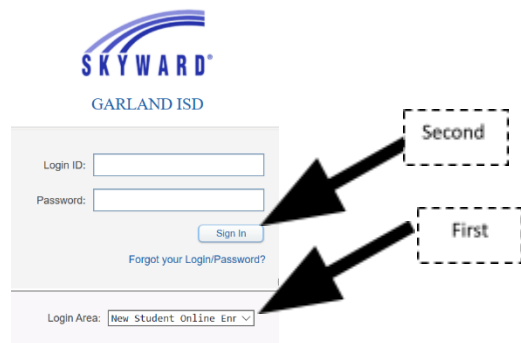 SKYWARD®
GARLAND ISD
Second
Login ID:
Password:
Sign In
First
Forgot your Login/Password?
Login Area: New Student Online Enr